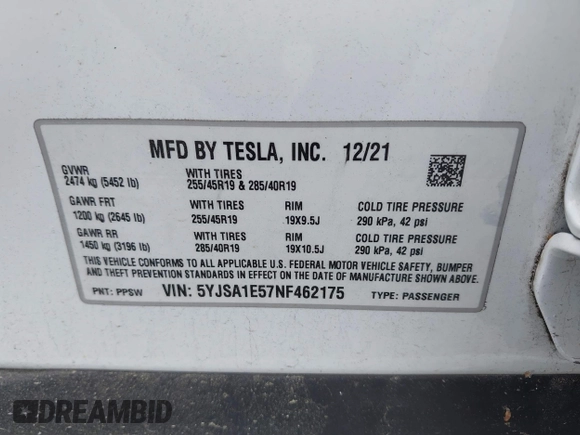 MFD BY TESLA, INC. 12/21
GVWR
2474 kg (5452 lb)
WITH TIRES
255/45R19 & 285/40R19
GAWR FRT
1200 kg (2645 lb)
WITH TIRES
255/45R19
RIM
19X9.5J
COLD TIRE PRESSURE
290 kPa, 42 psi
GAWR RR
1450 kg (3196 lb)
WITH TIRES
285/40R19
RIM
19X10.5J
COLD TIRE PRESSURE
290 kPa, 42 psi
THIS VEHICLE CONFORMS TO ALL APPLICABLE U.S. FEDERAL MOTOR VEHICLE SAFETY, BUMPER
AND THEFT PREVENTION STANDARDS IN EFFECT ON THE DATE OF MANUFACTURE SHOWN ABOVE.
PNT: PPSW VIN: 5YJSA1E57NF462175 TYPE: PASSENGER
DREAMBID